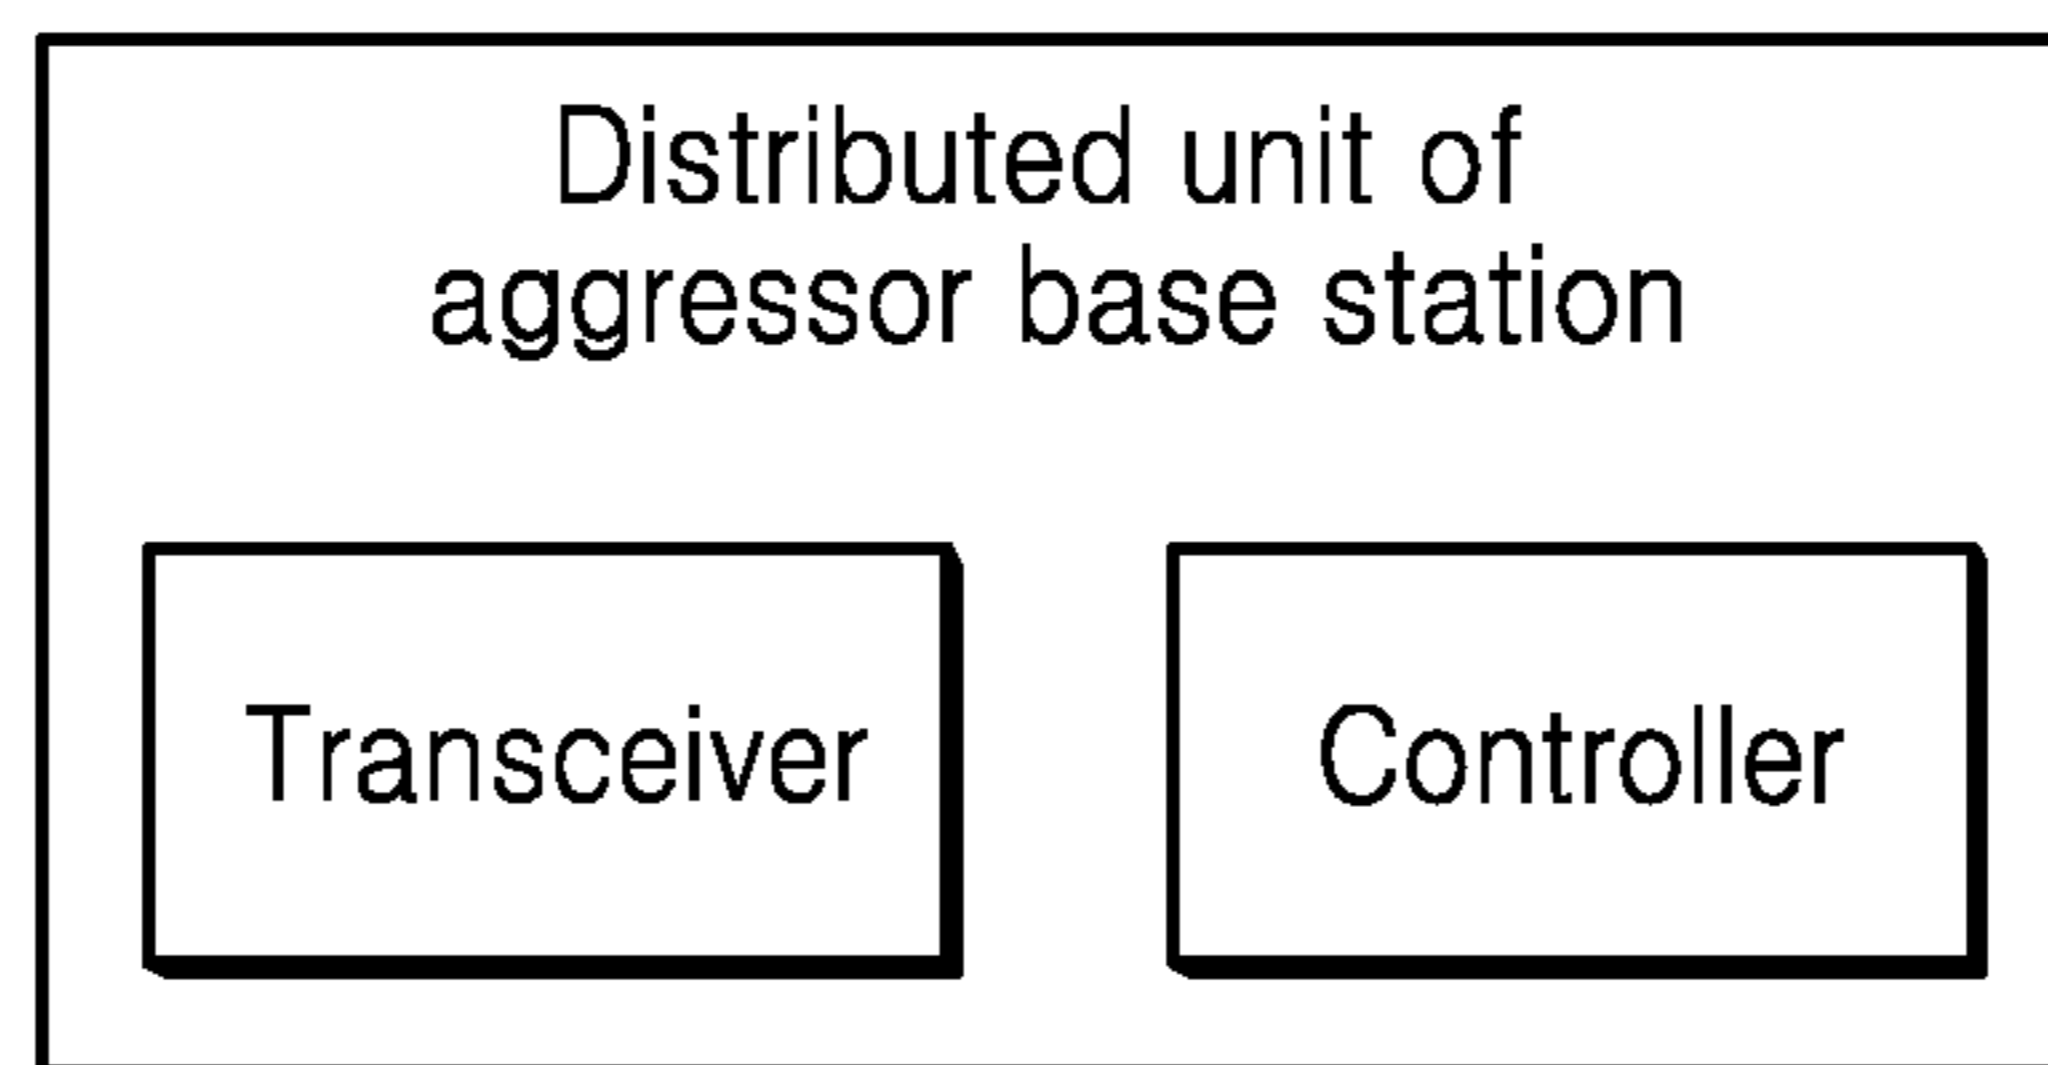 Distributed unit of
aggressor base station
Transceiver
Controller